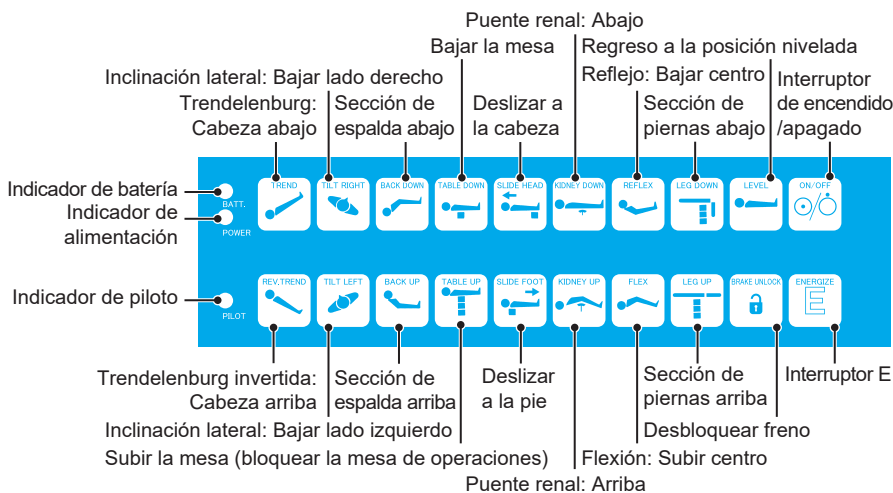 Puente renal: Abajo
Bajar la mesa
Regreso a la posición nivelada
Inclinación lateral: Bajar lado derecho
Reflejo: Bajar centro
Interruptor
de encendido
/apagado
Trendelenburg:
Cabeza abajo
Sección de
espalda abajo
Deslizar a
la cabeza
Sección de
piernas abajo
Indicador de batería
Indicador de
alimentación
BATT.
POWER
TREND
TILT RIGHT
BACK DOWN
TABLE DOWN
SLIDE HEAD
KIDNEY DOWN
REFLEX
LEG DOWN
LEVEL
ON/OFF
Indicador de piloto
PILOT
REV,TREND
TILT LEFT
BACK UP
TABLE UP
SLIDE FOOT
KIDNEY UP
FLEX
LEG UP
BRAKE UNLOCK
ENERGIZE
E
Trendelenburg invertida:
Cabeza arriba
Sección de
espalda arriba
Deslizar
a la pie
Sección de
piernas arriba
Interruptor E
Inclinación lateral: Bajar lado izquierdo
Desbloquear freno
Subir la mesa (bloquear la mesa de operaciones)
Flexión: Subir centro
Puente renal: Arriba